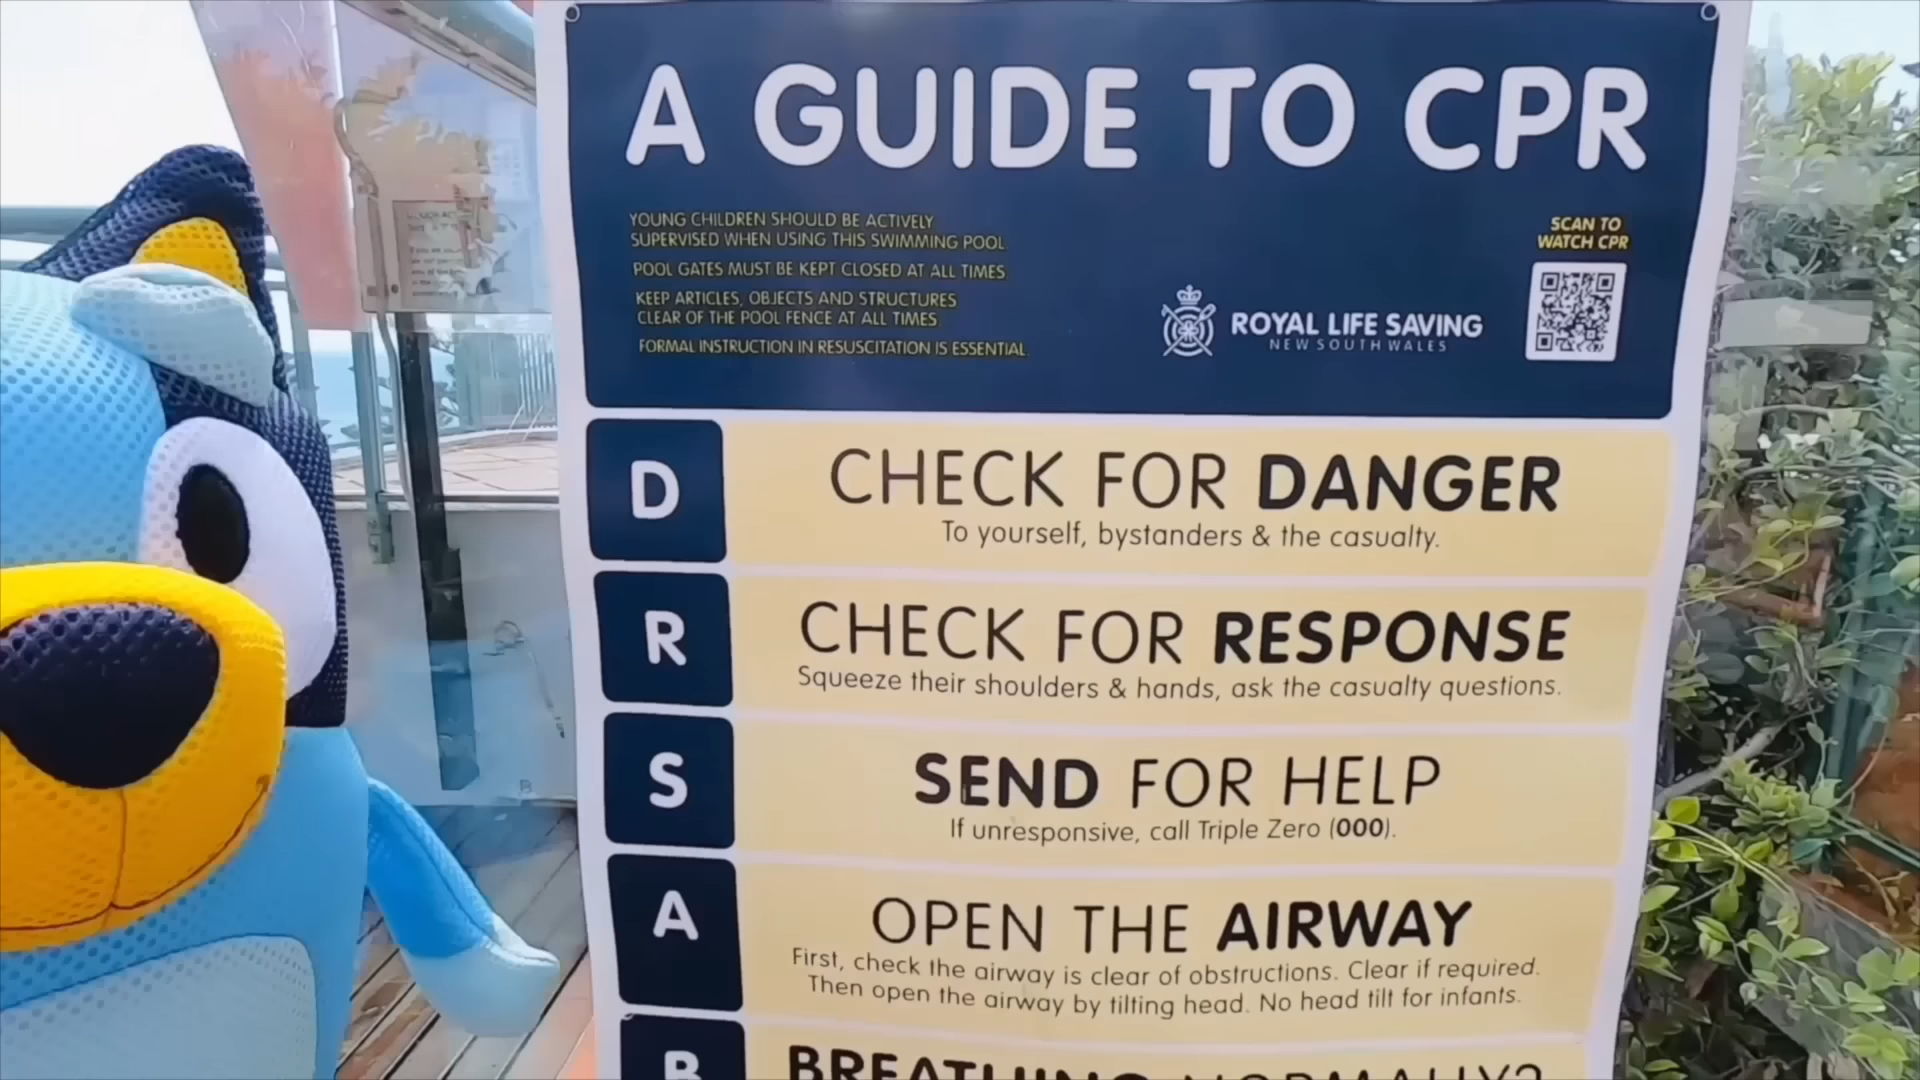 A GUIDE TO CPR
YOUNG CHILDREN SHOULD BE ACTIVELY
SUPERVISED WHEN USING THIS SWIMMING POOL
POOL GATES MUST BE KEPT CLOSED AT ALL TIMES
KEEP ARTICLES, OBJECTS AND STRUCTURES
CLEAR OF THE POOL FENCE AT ALL TIMES
FORMAL INSTRUCTION IN RESUSCITATION IS ESSENTIAL
ROYAL LIFE SAVING
NEW SOUTH WALES
SCAN TO
WATCH CPR
D
CHECK FOR DANGER
To yourself, bystanders & the casualty.
R
CHECK FOR RESPONSE
Squeeze their shoulders & hands, ask the casualty questions.
S
SEND FOR HELP
If unresponsive, call Triple Zero (000).
A
OPEN THE AIRWAY
First, check the airway is clear of obstructions. Clear if required.
Then open the airway by tilting head. No head tilt for infants.
B
BREATHING NORMALLY?